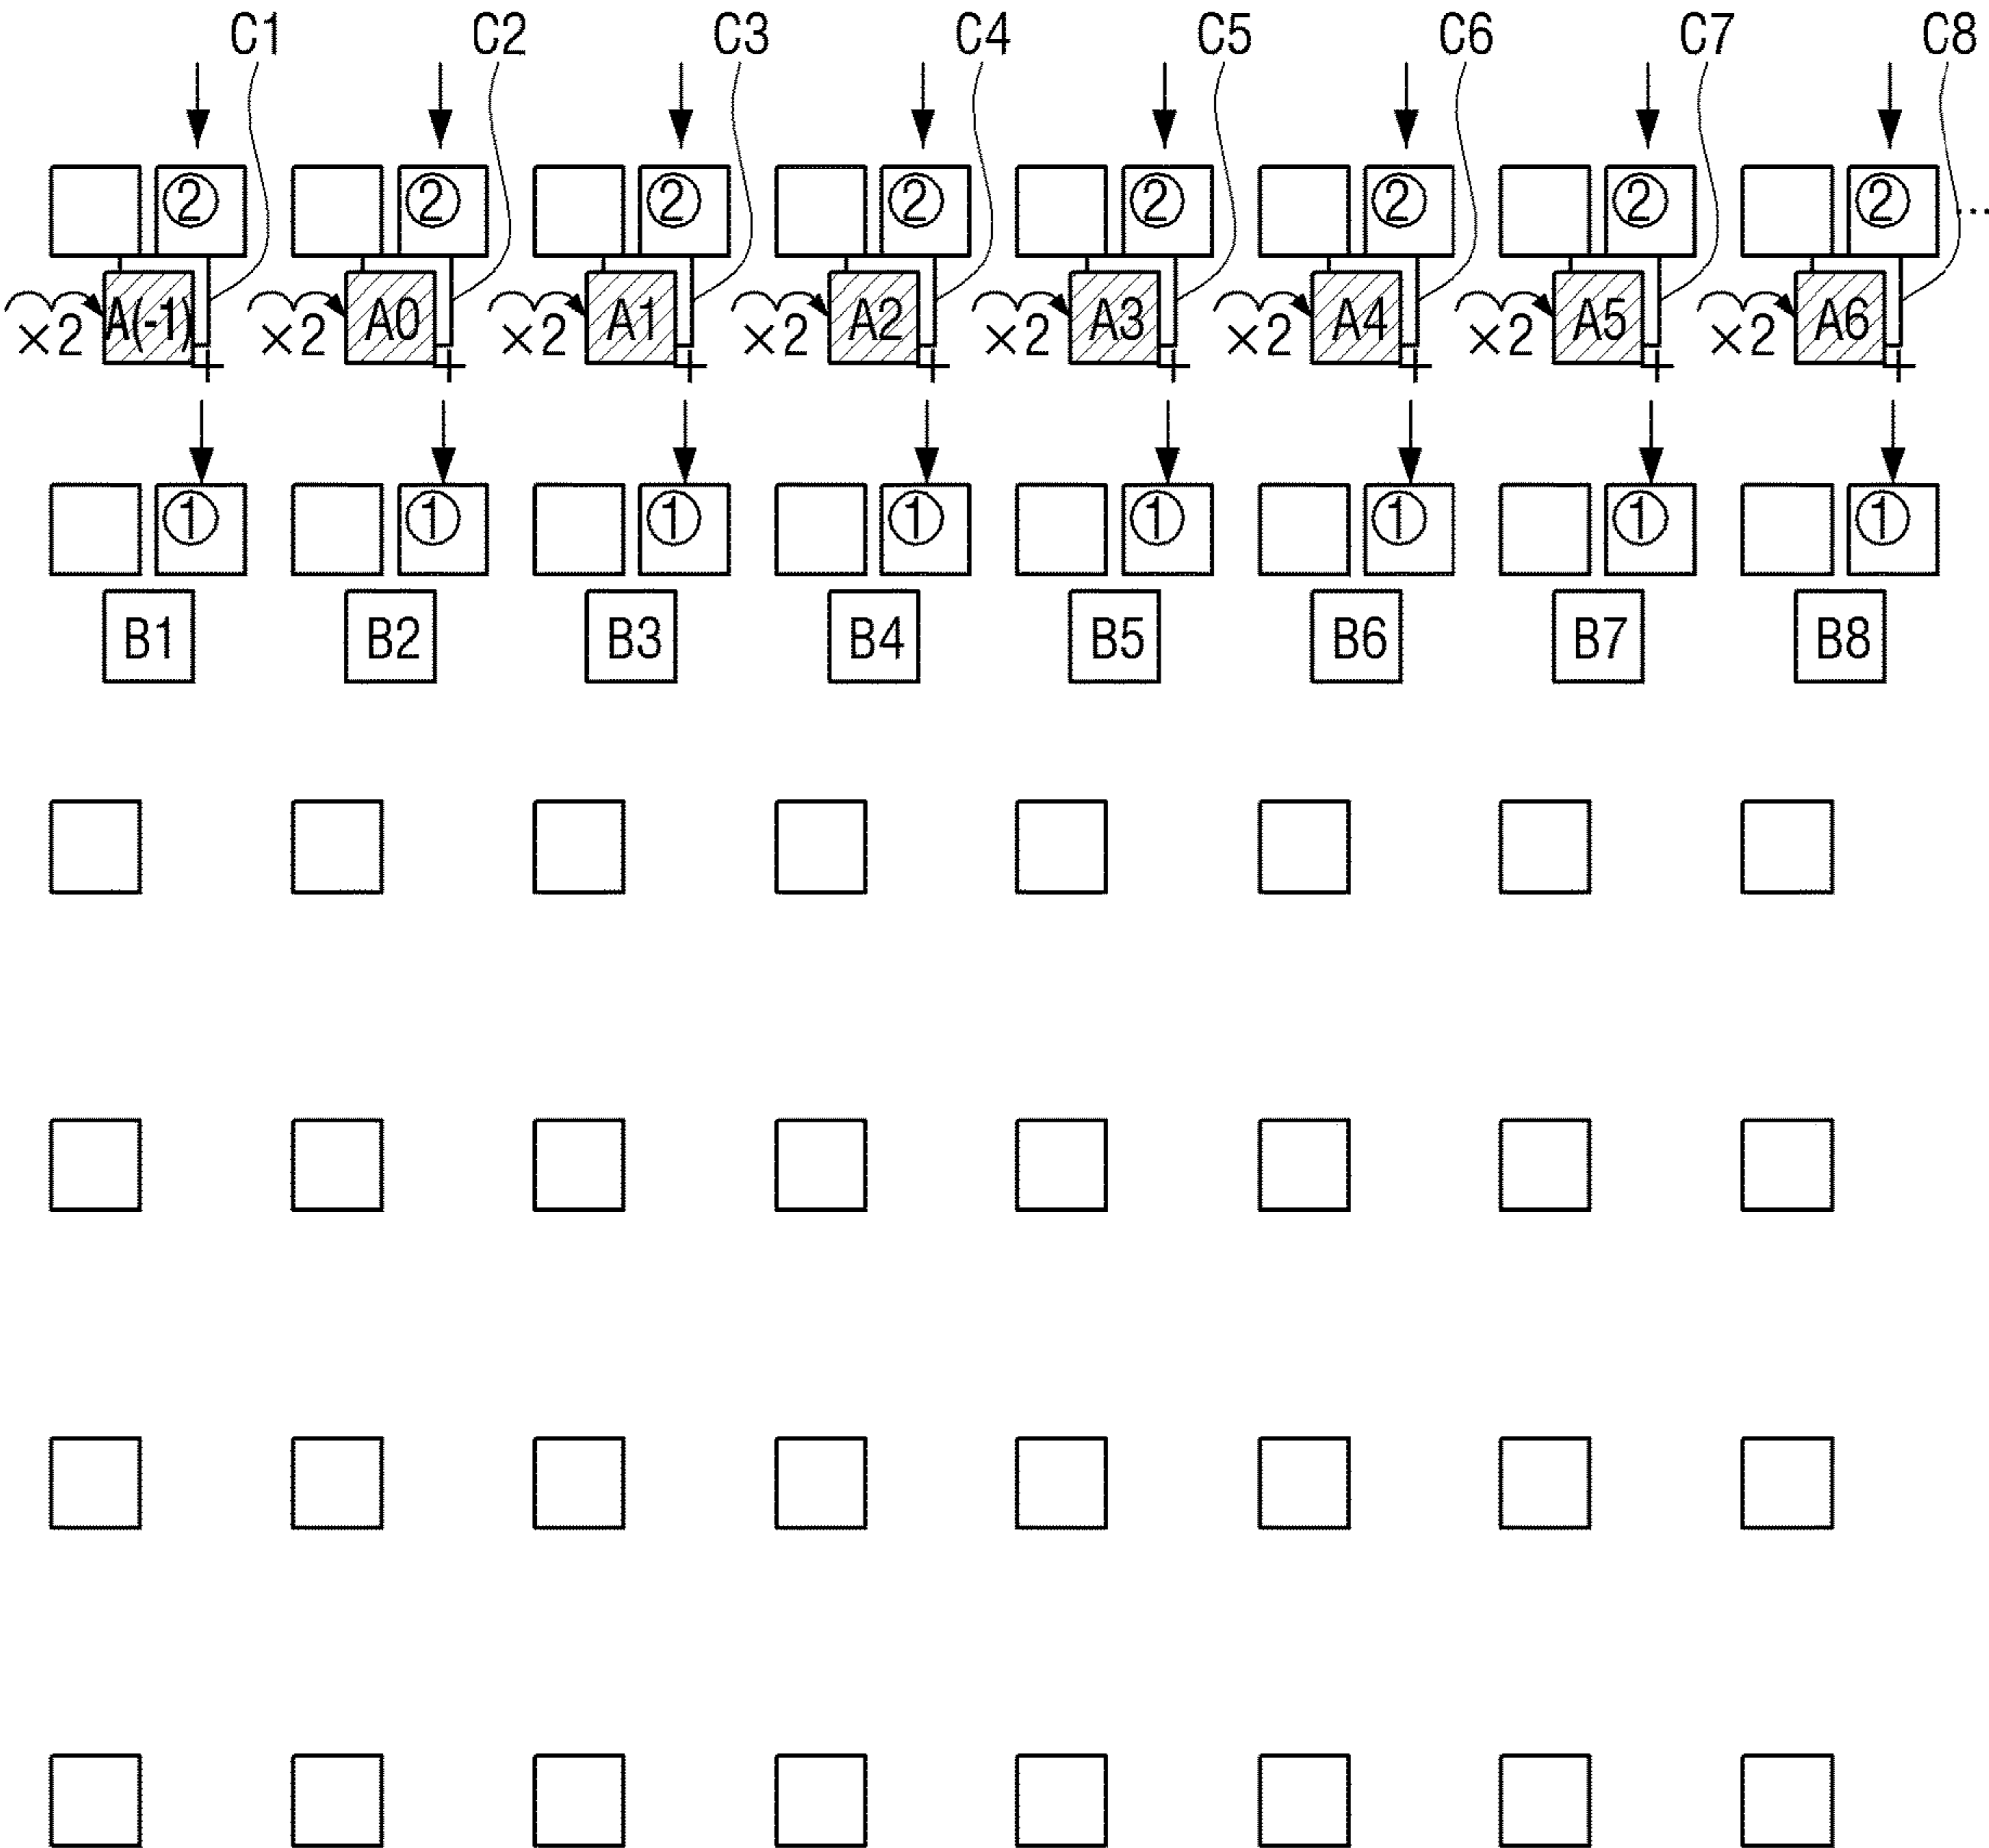 C1 C2 C3 C4 C5 C6 C7 C8
② ② ② ② ② ② ② ② ...
×2 A(-1) ×2 A0 ×2 A1 ×2 A2 ×2 A3 ×2 A4 ×2 A5 ×2 A6
+ + + + + + + +
① ① ① ① ① ① ① ①
B1 B2 B3 B4 B5 B6 B7 B8